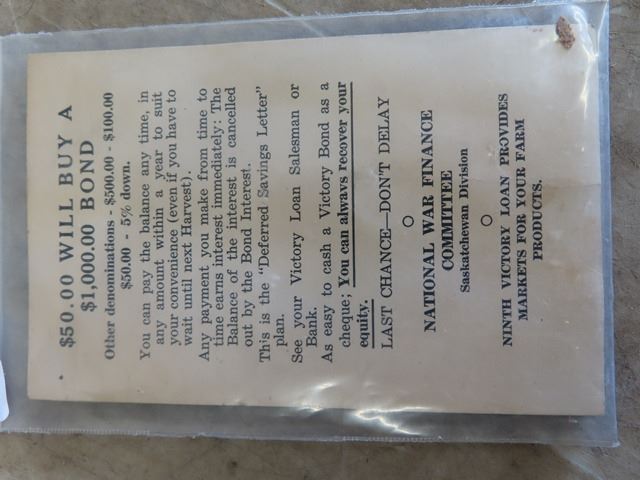 $50.00 WILL BUY A
$1,000.00 BOND
Other denominations - $500.00 - $100.00
$50.00 - 5% down.
You can pay the balance any time, in
any amount within a year to suit
your convenience (even if you have to
wait until next Harvest).
Any payment you make from time to
time earns interest immediately: The
Balance of the interest is cancelled
out by the Bond Interest.
This is the "Deferred Savings Letter"
plan.
See your Victory Loan Salesman or
Bank.
As easy to cash a Victory Bond as a
cheque; You can always recover your
equity.
LAST CHANCE—DON'T DELAY
NATIONAL WAR FINANCE
COMMITTEE
Saskatchewan Division
NINTH VICTORY LOAN PROVIDES
MARKETS FOR YOUR FARM
PRODUCTS.